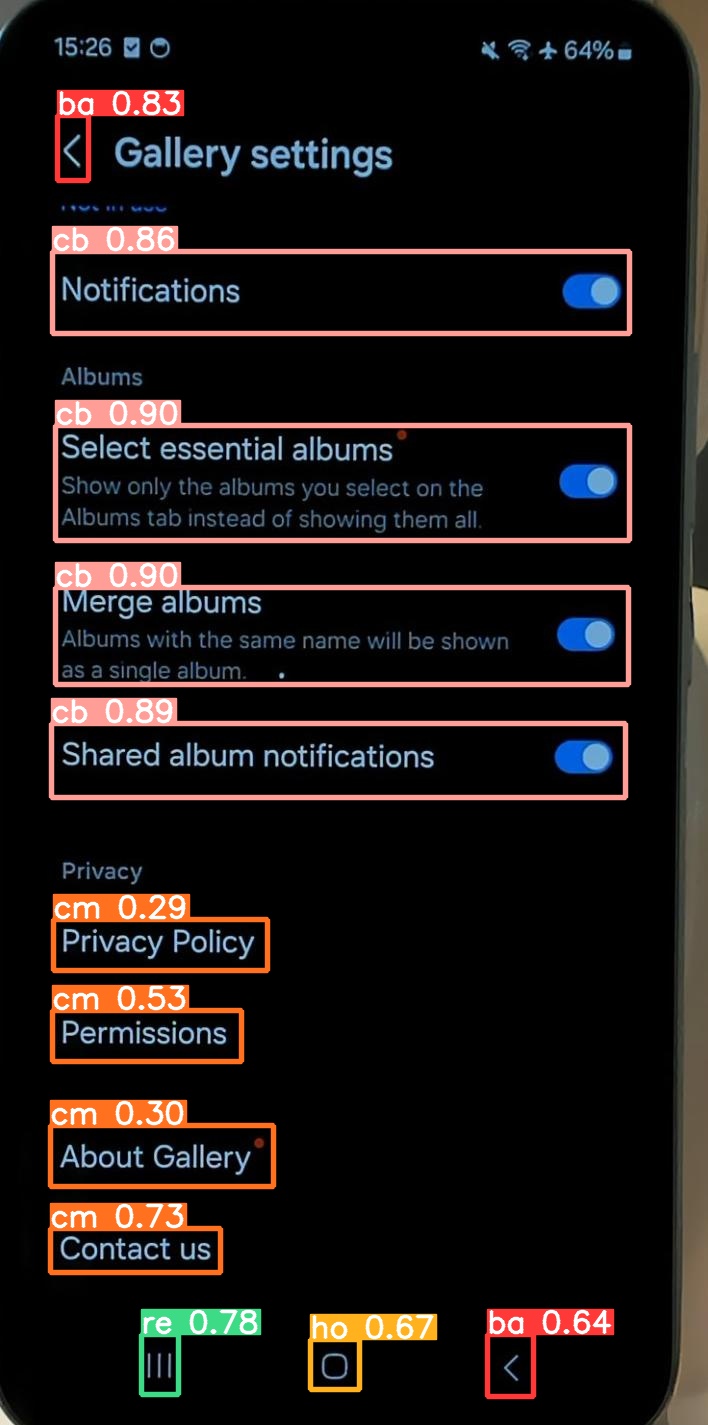 15:26 64%
ba 0.83
Gallery settings
Not in use
cb 0.86
Notifications
Albums
cb 0.90
Select essential albums
Show only the albums you select on the
Albums tab instead of showing them all.
cb 0.90
Merge albums
Albums with the same name will be shown
as a single album.
cb 0.89
Shared album notifications
Privacy
cm 0.29
Privacy Policy
cm 0.53
Permissions
cm 0.30
About Gallery
cm 0.73
Contact us
re 0.78 ho 0.67 ba 0.64